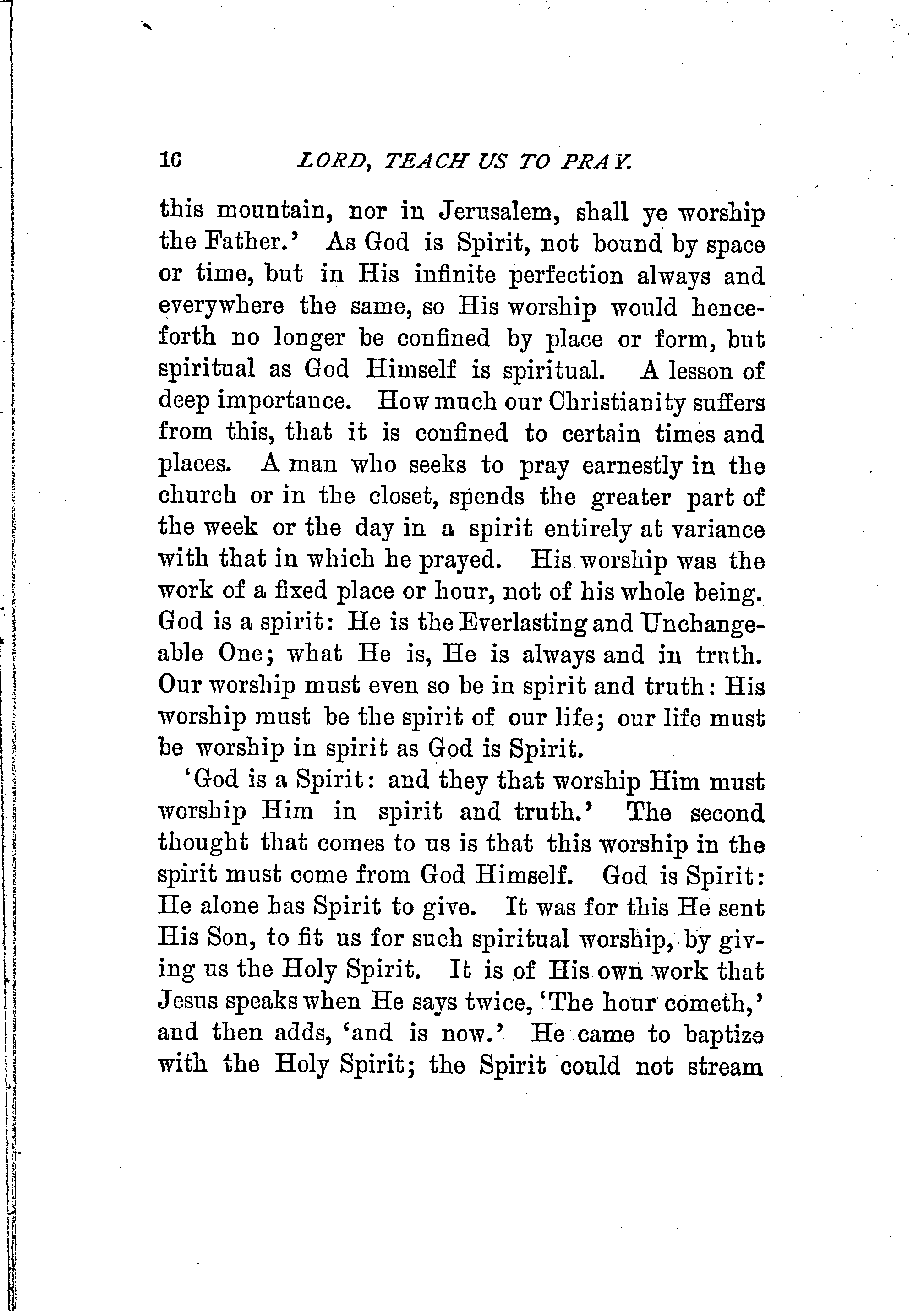 16 LORD, TEACH US TO PRAY.
this mountain, nor in Jerusalem, shall ye worship
the Father.’ As God is Spirit, not bound by space
or time, but in His infinite perfection always and
everywhere the same, so His worship would hence-
forth no longer be confined by place or form, but
spiritual as God Himself is spiritual. A lesson of
deep importance. How much our Christianity suffers
from this, that it is confined to certain times and
places. A man who seeks to pray earnestly in the
church or in the closet, spends the greater part of
the week or the day in a spirit entirely at variance
with that in which he prayed. His worship was the
work of a fixed place or hour, not of his whole being.
God is a spirit: He is the Everlasting and Unchange-
able One; what He is, He is always and in truth.
Our worship must even so be in spirit and truth: His
worship must be the spirit of our life; our life must
be worship in spirit as God is Spirit.
‘God is a Spirit: and they that worship Him must
worship Him in spirit and truth.’ The second
thought that comes to us is that this worship in the
spirit must come from God Himself. God is Spirit:
He alone has Spirit to give. It was for this He sent
His Son, to fit us for such spiritual worship, by giv-
ing us the Holy Spirit. It is of His own work that
Jesus speaks when He says twice, ‘The hour cometh,’
and then adds, ‘and is now.’ He came to baptize
with the Holy Spirit; the Spirit could not stream